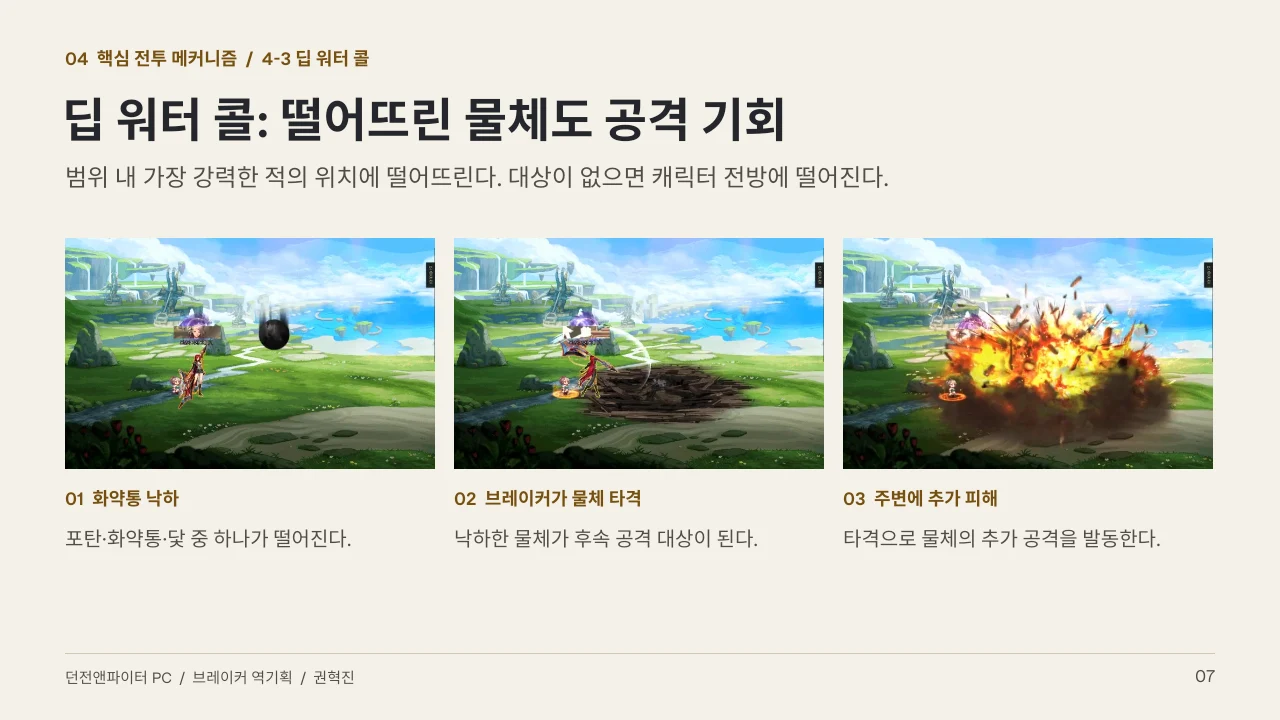 04 핵심 전투 메커니즘 / 4-3 딥 워터 콜
딥 워터 콜: 떨어뜨린 물체도 공격 기회
범위 내 가장 강력한 적의 위치에 떨어뜨린다. 대상이 없으면 캐릭터 전방에 떨어진다.
01 화약통 낙하
포탄·화약통·닻 중 하나가 떨어진다.
02 브레이커가 물체 타격
낙하한 물체가 후속 공격 대상이 된다.
03 주변에 추가 피해
타격으로 물체의 추가 공격을 발동한다.
던전앤파이터 PC / 브레이커 역기획 / 권혁진
07